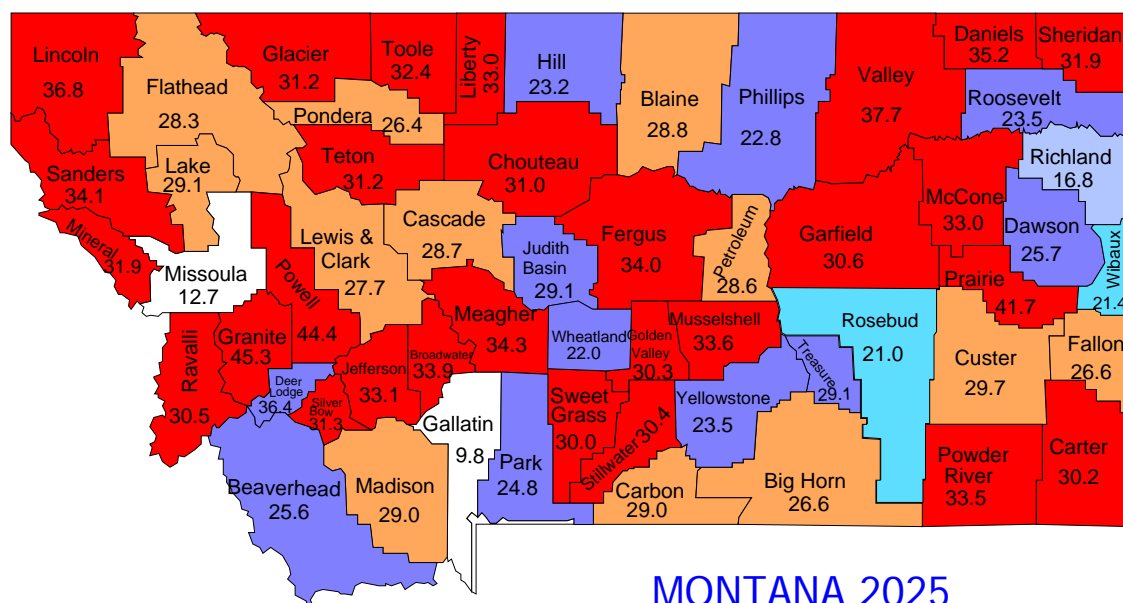 Lincoln
36.8
Flathead
28.3
Glacier
31.2
Toole
32.4
Liberty
33.0
Hill
23.2
Blaine
28.8
Phillips
22.8
Valley
37.7
Daniels
35.2
Sheridan
31.9
Roosevelt
23.5
Richland
16.8
Pondera
26.4
Teton
31.2
Chouteau
31.0
Sanders
34.1
Lake
29.1
Mineral
31.9
Missoula
12.7
Powell
44.4
Lewis &
Clark
27.7
Cascade
28.7
Judith
Basin
29.1
Fergus
34.0
Petroleum
28.6
Garfield
30.6
McCone
33.0
Dawson
25.7
Wibaux
21.4
Prairie
41.7
Ravalli
30.5
Granite
45.3
Deer
Lodge
36.4
Silver
Bow
31.3
Jefferson
33.1
Broadwater
33.9
Meagher
34.3
Wheatland
22.0
Golden
Valley
30.3
Musselshell
33.6
Treasure
29.1
Rosebud
21.0
Custer
29.7
Fallon
26.6
Beaverhead
25.6
Madison
29.0
Gallatin
9.8
Park
24.8
Sweet
Grass
30.0
Stillwater
30.4
Yellowstone
23.5
Carbon
29.0
Big Horn
26.6
Powder
River
33.5
Carter
30.2
MONTANA 2025